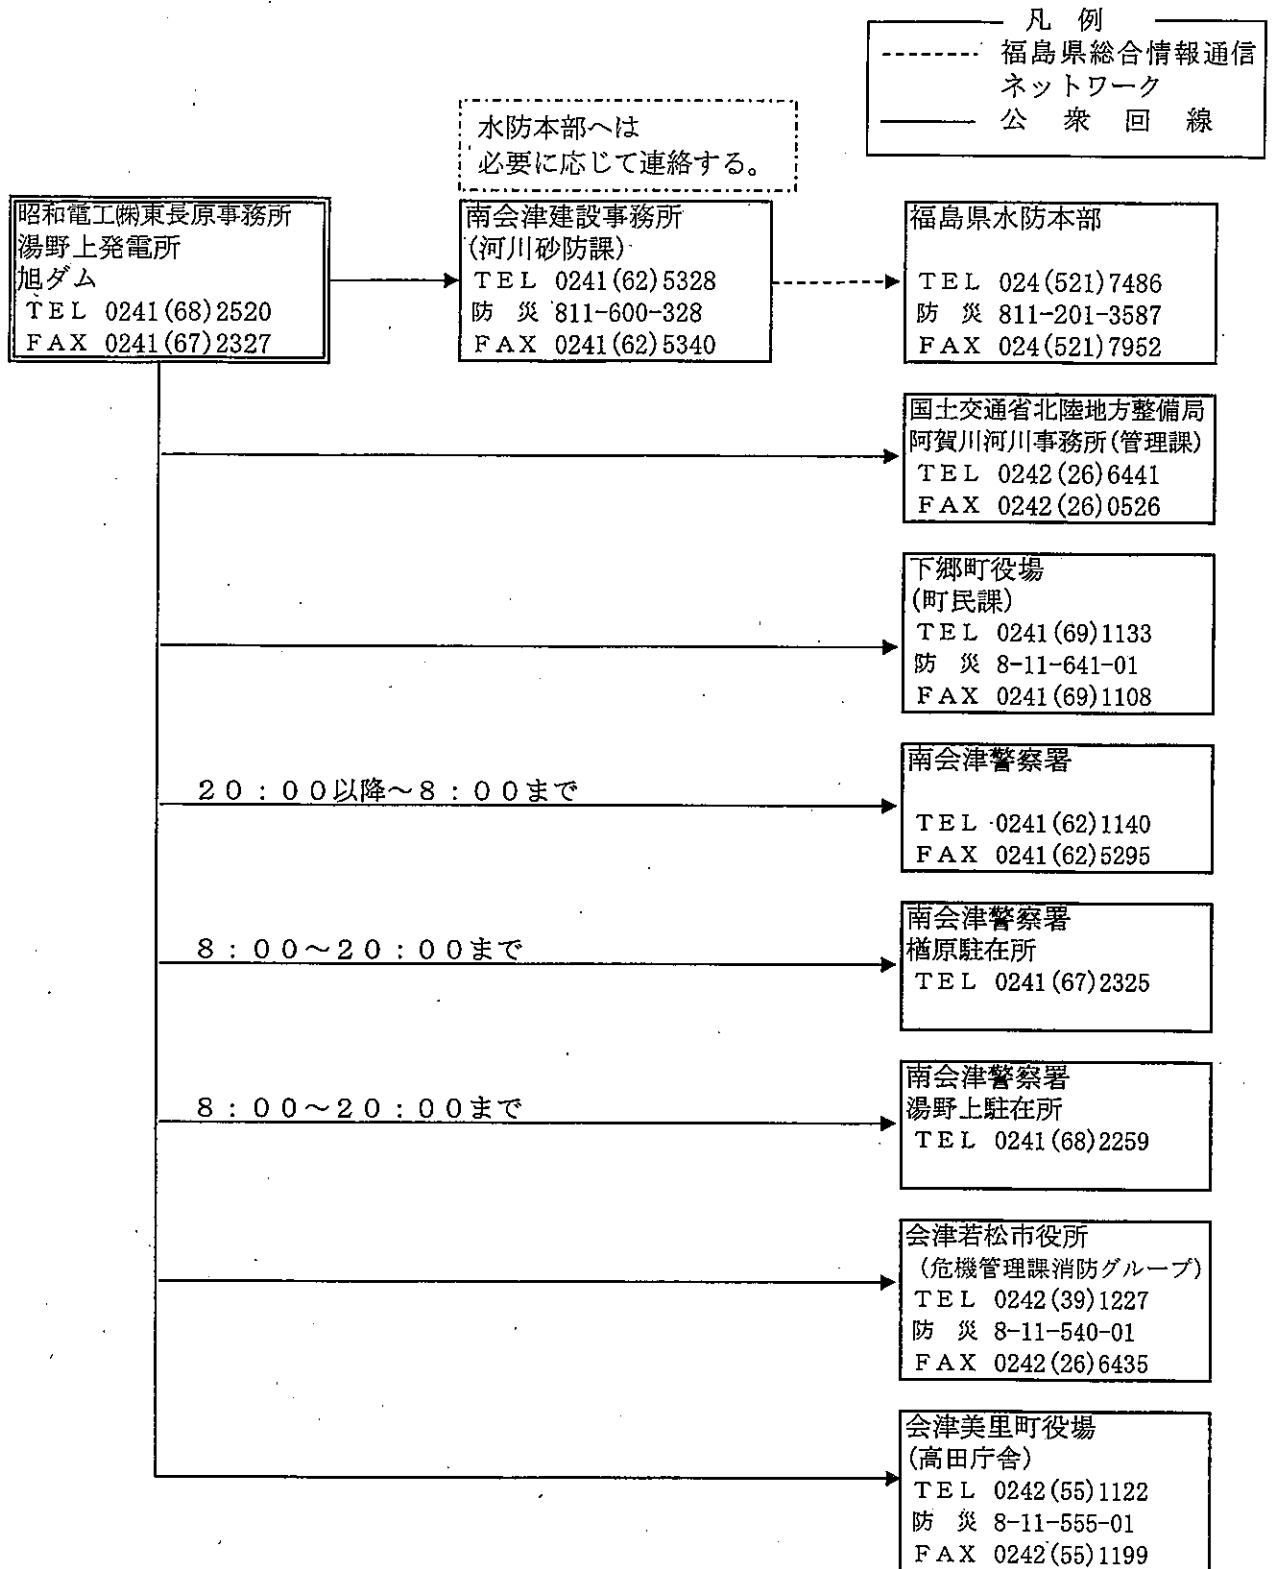 凡 例
福島県総合情報通信
ネットワーク
公 衆 回 線
水防本部へは
必要に応じて連絡する。
昭和電工㈱東長原事務所
湯野上発電所
旭ダム
TEL 0241(68)2520
FAX 0241(67)2327
南会津建設事務所
(河川砂防課)
TEL 0241(62)5328
防 災 811-600-328
FAX 0241(62)5340
福島県水防本部
TEL 024(521)7486
防 災 811-201-3587
FAX 024(521)7952
国土交通省北陸地方整備局
阿賀川河川事務所(管理課)
TEL 0242(26)6441
FAX 0242(26)0526
下郷町役場
(町民課)
TEL 0241(69)1133
防 災 8-11-641-01
FAX 0241(69)1108
20:00以降～8:00まで
南会津警察署
TEL 0241(62)1140
FAX 0241(62)5295
8:00～20:00まで
南会津警察署
楢原駐在所
TEL 0241(67)2325
8:00～20:00まで
南会津警察署
湯野上駐在所
TEL 0241(68)2259
会津若松市役所
(危機管理課消防グループ)
TEL 0242(39)1227
防 災 8-11-540-01
FAX 0242(26)6435
会津美里町役場
(高田庁舎)
TEL 0242(55)1122
防 災 8-11-555-01
FAX 0242(55)1199